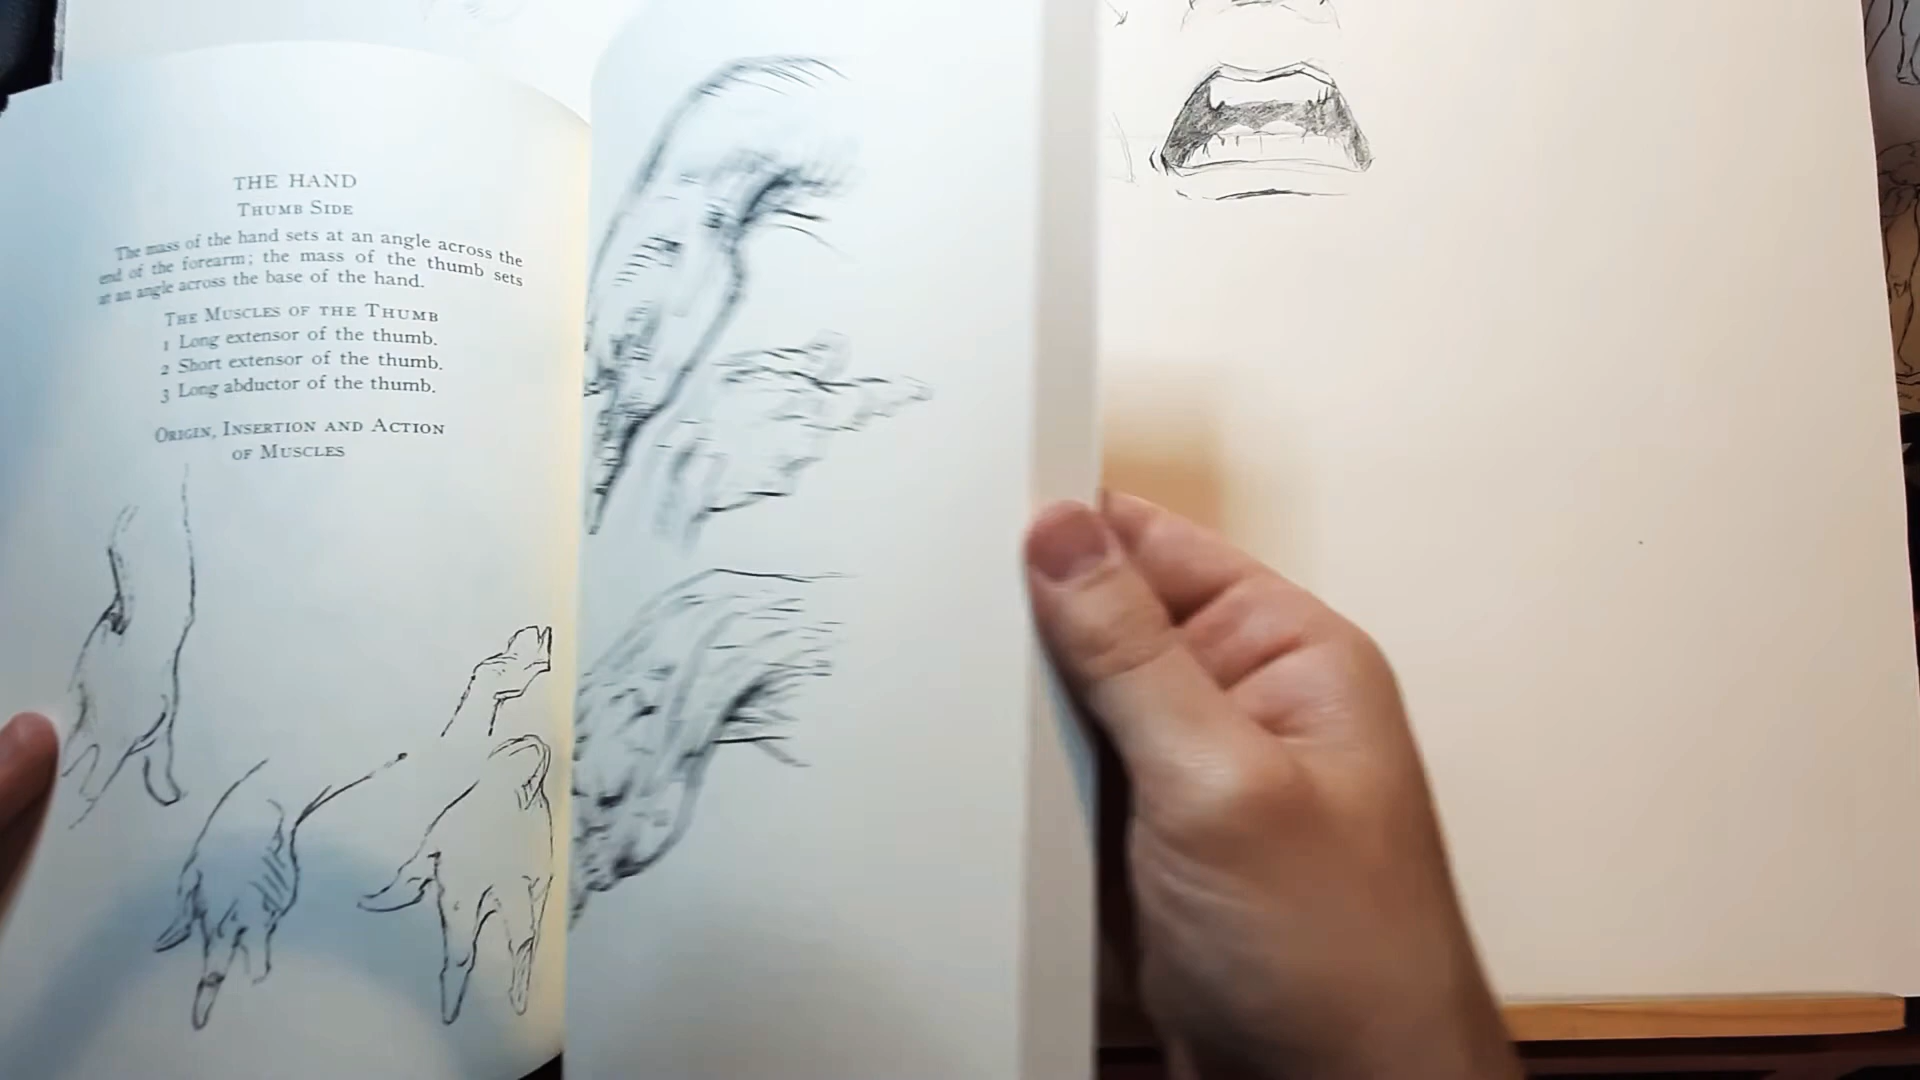 THE HAND
THUMB SIDE
The mass of the hand sets at an angle across the
end of the forearm; the mass of the thumb sets
at an angle across the base of the hand.
THE MUSCLES OF THE THUMB
1 Long extensor of the thumb.
2 Short extensor of the thumb.
3 Long abductor of the thumb.
ORIGIN, INSERTION AND ACTION
OF MUSCLES